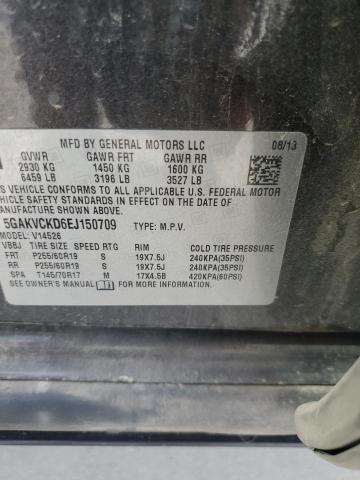 MFD BY GENERAL MOTORS LLC 08/13
GVWR GAWR FRT GAWR RR
2930 KG 1450 KG 1600 KG
6459 LB 3196 LB 3527 LB
THIS VEHICLE CONFORMS TO ALL APPLICABLE U.S. FEDERAL MOTOR
VEHICLE SAFETY STANDARDS IN EFFECT ON THE DATE OF
MANUFACTURE SHOWN ABOVE.
5GAKVCKD6EJ150709 TYPE: M.P.V.
MODEL: V14526
VBBJ TIRE SIZE SPEED RTG RIM COLD TIRE PRESSURE
FRT P255/60R19 S 19X7.5J 240KPA(35PSI)
RR P255/60R19 S 19X7.5J 240KPA(35PSI)
SPA T145/70R17 M 17X4.5B 420KPA(60PSI)
SEE OWNER'S MANUAL FOR MORE INFORMATION.